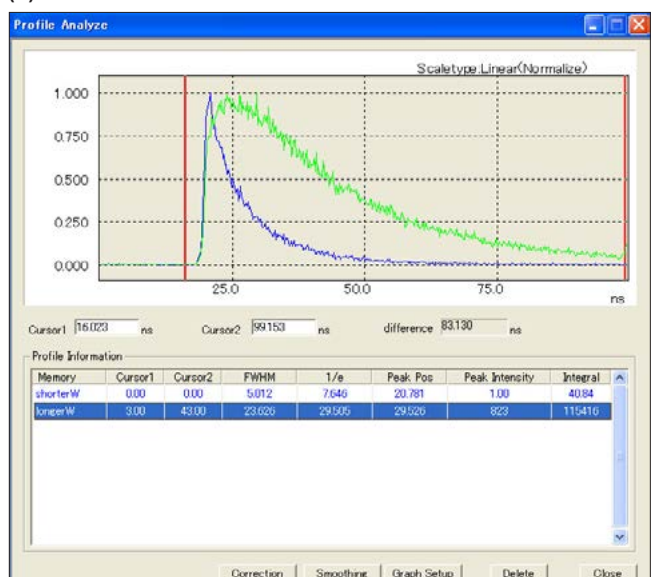 Profile Analyze
Scaletype:Linear(Normalize)
1.000
0.750
0.500
0.250
0.000
25.0 50.0 75.0
ns
Cursor1 16.023 ns Cursor2 99.153 ns difference 83.130 ns
Profile Information
Memory Cursor1 Cursor2 FWHM 1/e Peak Pos Peak Intensity Integral
shorterW 0.00 0.00 5.012 7.646 20.781 1.00 40.84
longerW 3.00 43.00 23.626 29.505 29.526 823 115416
Correction Smoothing Graph Setup Delete Close